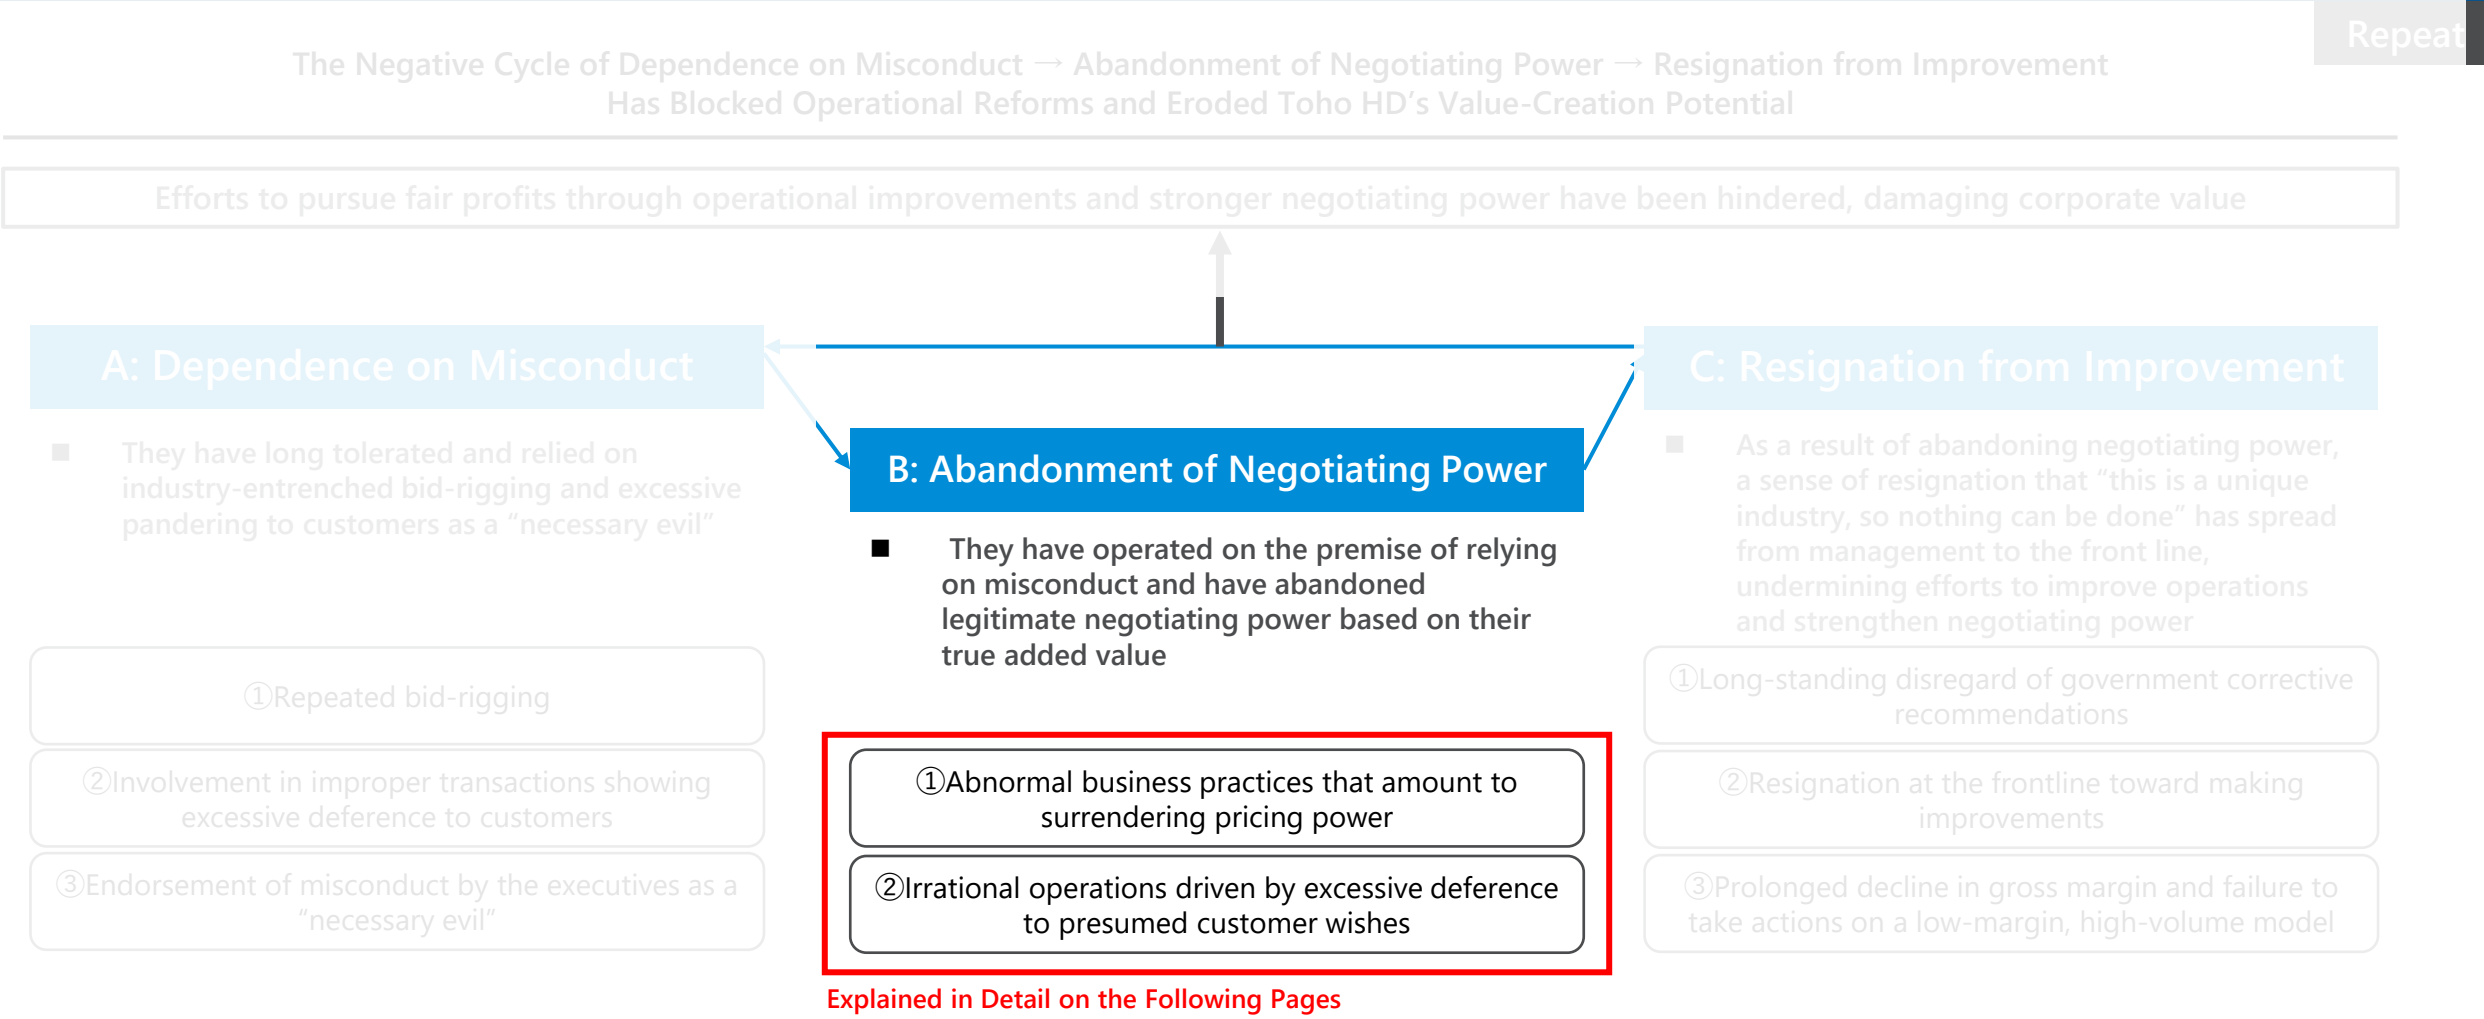 Repeat
The Negative Cycle of Dependence on Misconduct → Abandonment of Negotiating Power → Resignation from Improvement
Has Blocked Operational Reforms and Eroded Toho HD’s Value-Creation Potential
Efforts to pursue fair profits through operational improvements and stronger negotiating power have been hindered, damaging corporate value
A: Dependence on Misconduct
■ They have long tolerated and relied on
industry-entrenched bid-rigging and excessive
pandering to customers as a “necessary evil”
①Repeated bid-rigging
②Involvement in improper transactions showing
excessive deference to customers
③Endorsement of misconduct by the executives as a
“necessary evil”
B: Abandonment of Negotiating Power
■ They have operated on the premise of relying
on misconduct and have abandoned
legitimate negotiating power based on their
true added value
①Abnormal business practices that amount to
surrendering pricing power
②Irrational operations driven by excessive deference
to presumed customer wishes
Explained in Detail on the Following Pages
C: Resignation from Improvement
■ As a result of abandoning negotiating power,
a sense of resignation that “this is a unique
industry, so nothing can be done” has spread
from management to the front line,
undermining efforts to improve operations
and strengthen negotiating power
①Long-standing disregard of government corrective
recommendations
②Resignation at the frontline toward making
improvements
③Prolonged decline in gross margin and failure to
take actions on a low-margin, high-volume model